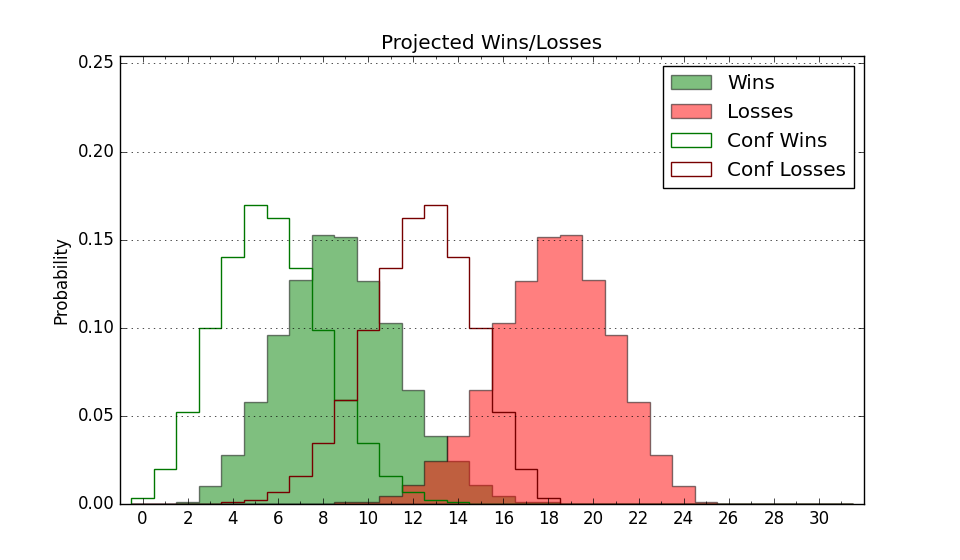 Projected Wins/Losses
0.25
0.20
0.15
0.10
0.05
0.00
Probability
Wins
Losses
Conf Wins
Conf Losses
0 2 4 6 8 10 12 14 16 18 20 22 24 26 28 30